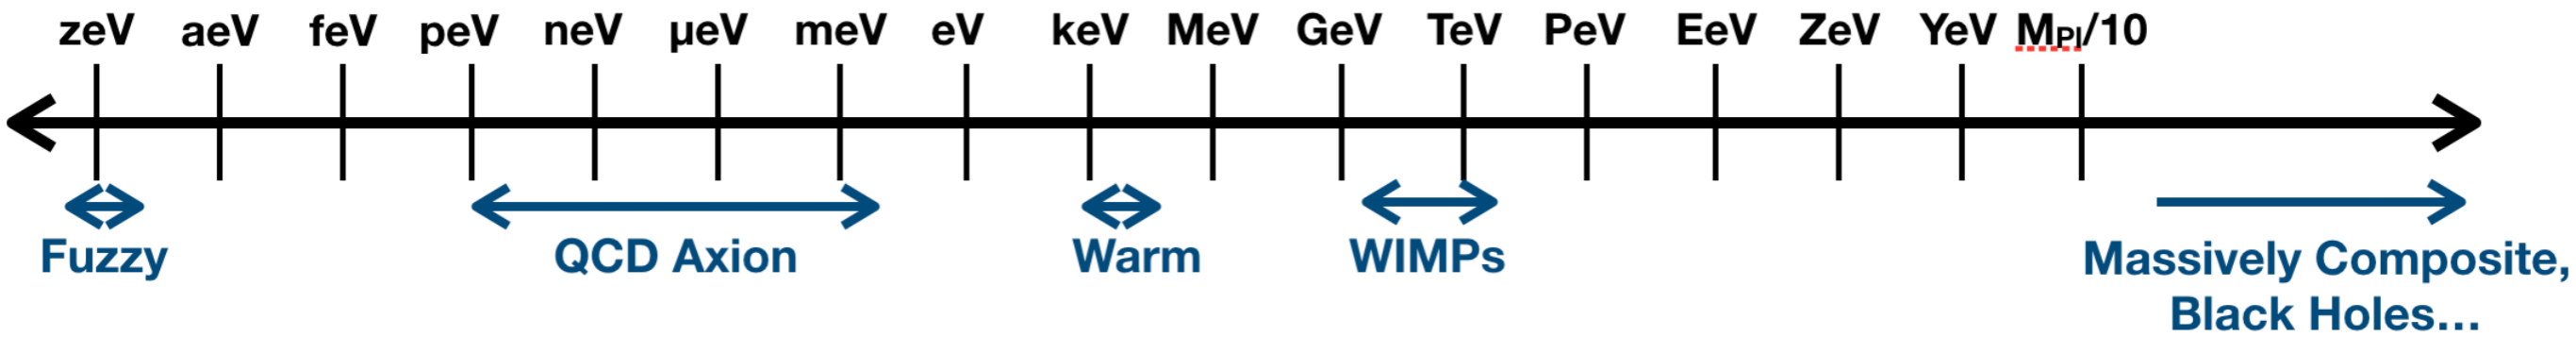 zeV aeV feV peV neV μeV meV eV keV MeV GeV TeV PeV EeV ZeV YeV MPl/10
Fuzzy QCD Axion Warm WIMPs Massively Composite,
Black Holes...